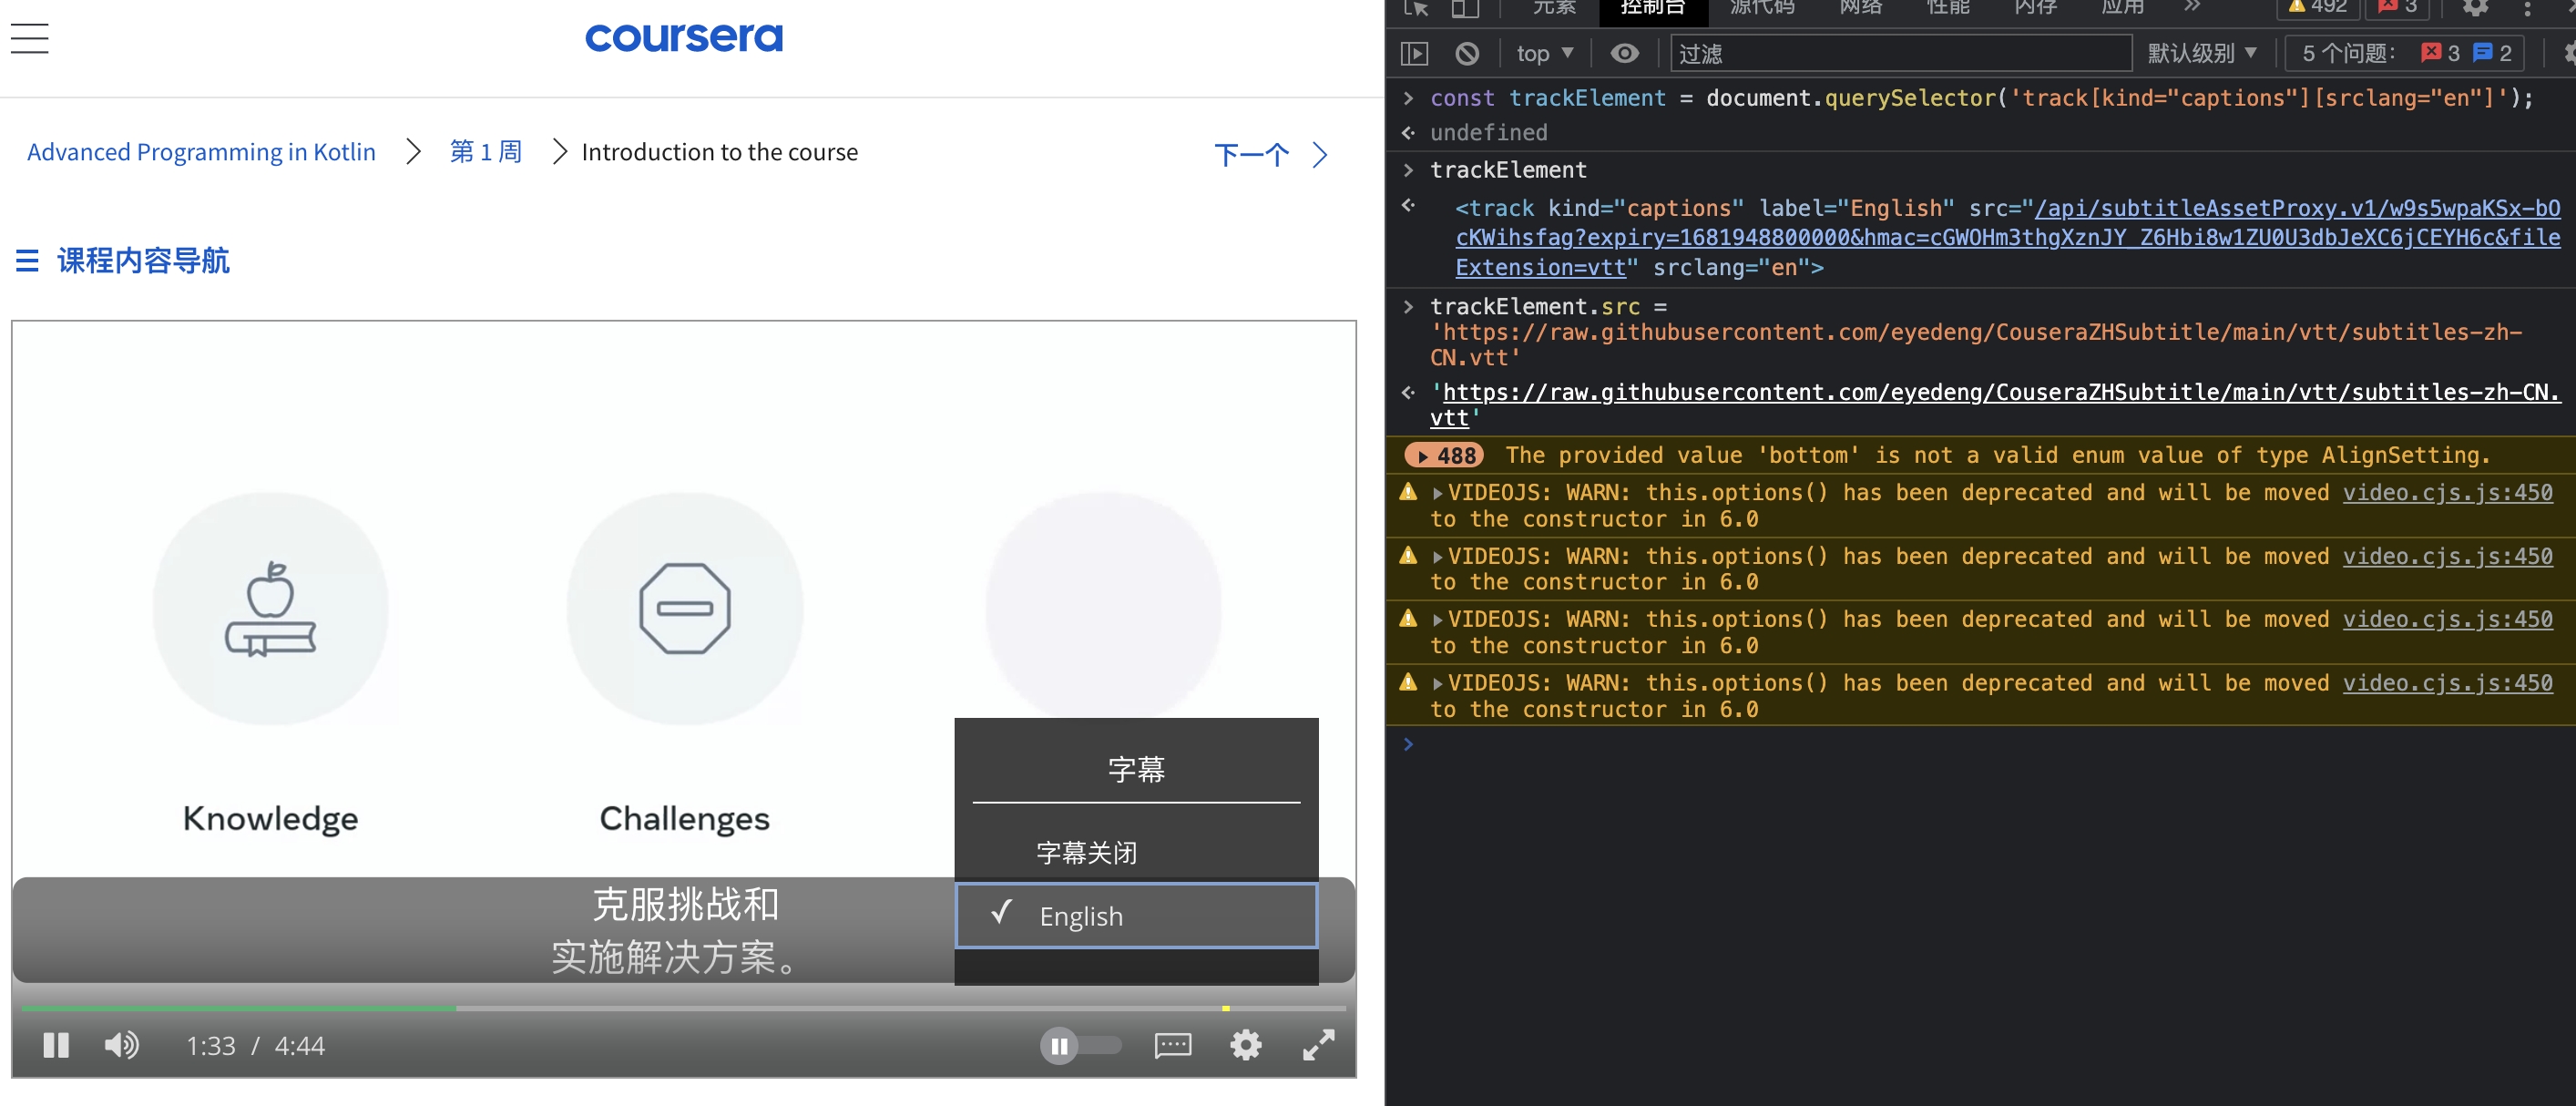 coursera
Advanced Programming in Kotlin
第 1 周
Introduction to the course
下一个
课程内容导航
Knowledge
Challenges
字幕
字幕关闭
English
克服挑战和
实施解决方案。
1:33 / 4:44
元素 控制台 源代码 网络 性能 内存 应用 492 3
top 过滤 默认级别 5 个问题: 3 2
const trackElement = document.querySelector('track[kind="captions"][srclang="en"]');
undefined
trackElement
<track kind="captions" label="English" src="/api/subtitleAssetProxy.v1/w9s5wpaKSx-bO
cKWihsfag?expiry=1681948800000&hmac=cGWOHm3thgXznJY_Z6Hbi8w1ZU0U3dbJeXC6jCEYH6c&file
Extension=vtt" srclang="en">
trackElement.src =
'https://raw.githubusercontent.com/eyedeng/CouseraZHSubtitle/main/vtt/subtitles-zh-
CN.vtt'
'https://raw.githubusercontent.com/eyedeng/CouseraZHSubtitle/main/vtt/subtitles-zh-CN.
vtt'
488 The provided value 'bottom' is not a valid enum value of type AlignSetting.
VIDEOJS: WARN: this.options() has been deprecated and will be moved video.cjs.js:450
to the constructor in 6.0
VIDEOJS: WARN: this.options() has been deprecated and will be moved video.cjs.js:450
to the constructor in 6.0
VIDEOJS: WARN: this.options() has been deprecated and will be moved video.cjs.js:450
to the constructor in 6.0
VIDEOJS: WARN: this.options() has been deprecated and will be moved video.cjs.js:450
to the constructor in 6.0